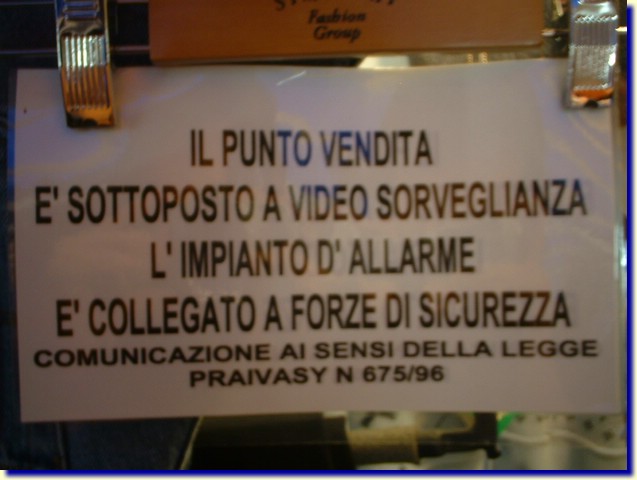 Fashion
Group
IL PUNTO VENDITA
E' SOTTOPOSTO A VIDEO SORVEGLIANZA
L' IMPIANTO D' ALLARME
E' COLLEGATO A FORZE DI SICUREZZA
COMUNICAZIONE AI SENSI DELLA LEGGE
PRAIVASY N 675/96